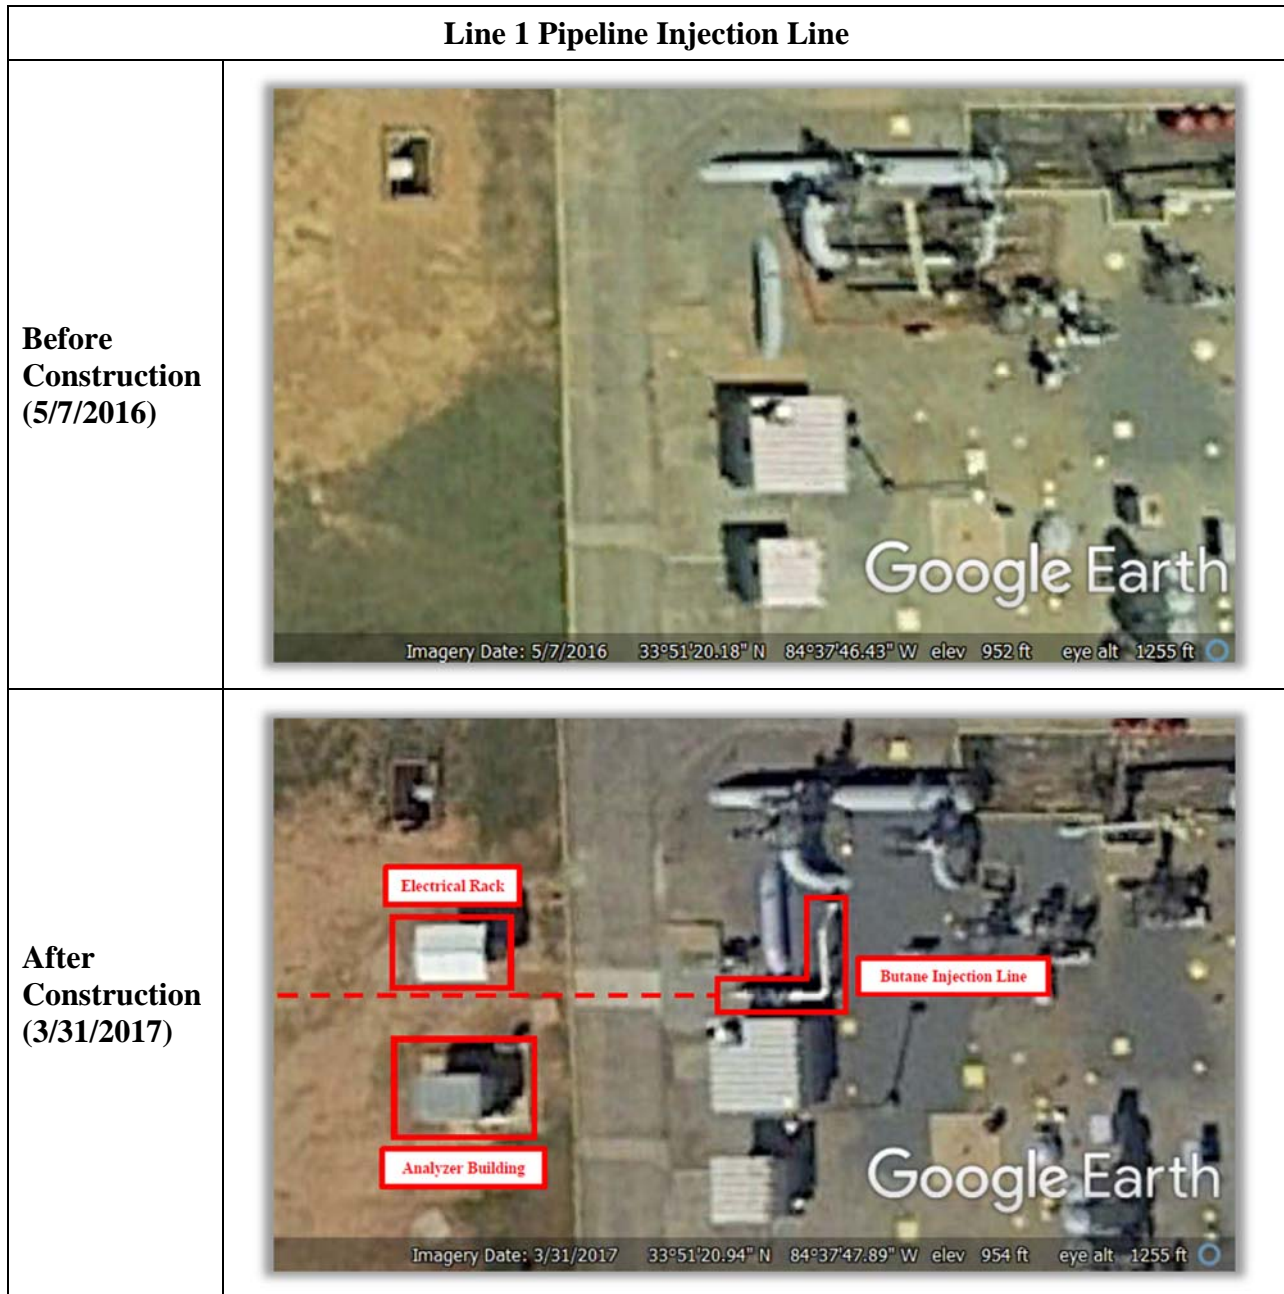 Line 1 Pipeline Injection Line
Before
Construction
(5/7/2016)
Google Earth
Imagery Date: 5/7/2016 33°51'20.18" N 84°37'46.43" W elev 952 ft eye alt 1255 ft
After
Construction
(3/31/2017)
Electrical Rack
Butane Injection Line
Analyzer Building
Google Earth
Imagery Date: 3/31/2017 33°51'20.94" N 84°37'47.89" W elev 954 ft eye alt 1255 ft